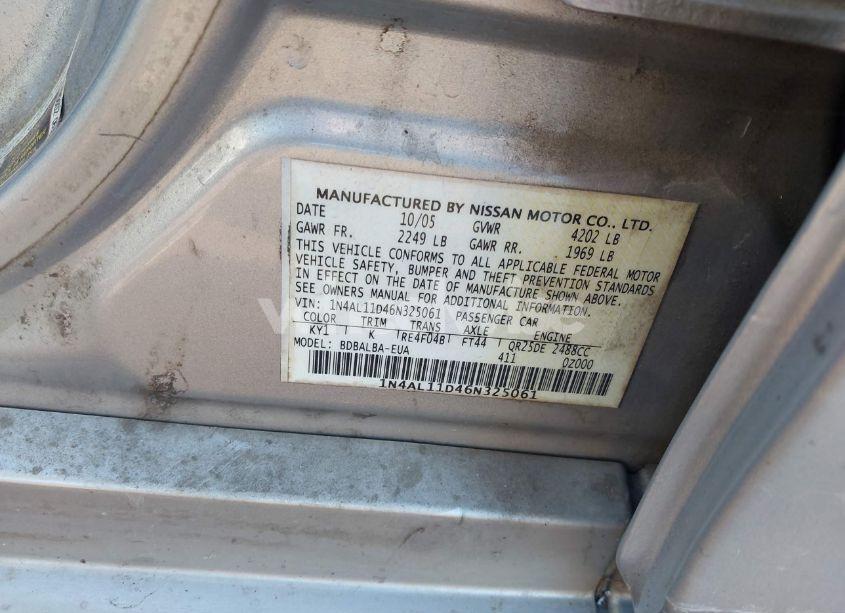 MANUFACTURED BY NISSAN MOTOR CO., LTD.
DATE 10/05 GVWR 4202 LB
GAWR FR. 2249 LB GAWR RR. 1969 LB
THIS VEHICLE CONFORMS TO ALL APPLICABLE FEDERAL MOTOR
VEHICLE SAFETY, BUMPER AND THEFT PREVENTION STANDARDS
IN EFFECT ON THE DATE OF MANUFACTURE SHOWN ABOVE.
SEE OWNERS MANUAL FOR ADDITIONAL INFORMATION.
VIN: 1N4AL11D46N325061 PASSENGER CAR
COLOR TRIM TRANS AXLE ENGINE
KY1 K RE4F04B FT44 QR25DE 2488CC
MODEL: BDBALBA-EUA 411 0Z000
1N4AL11D46N325061